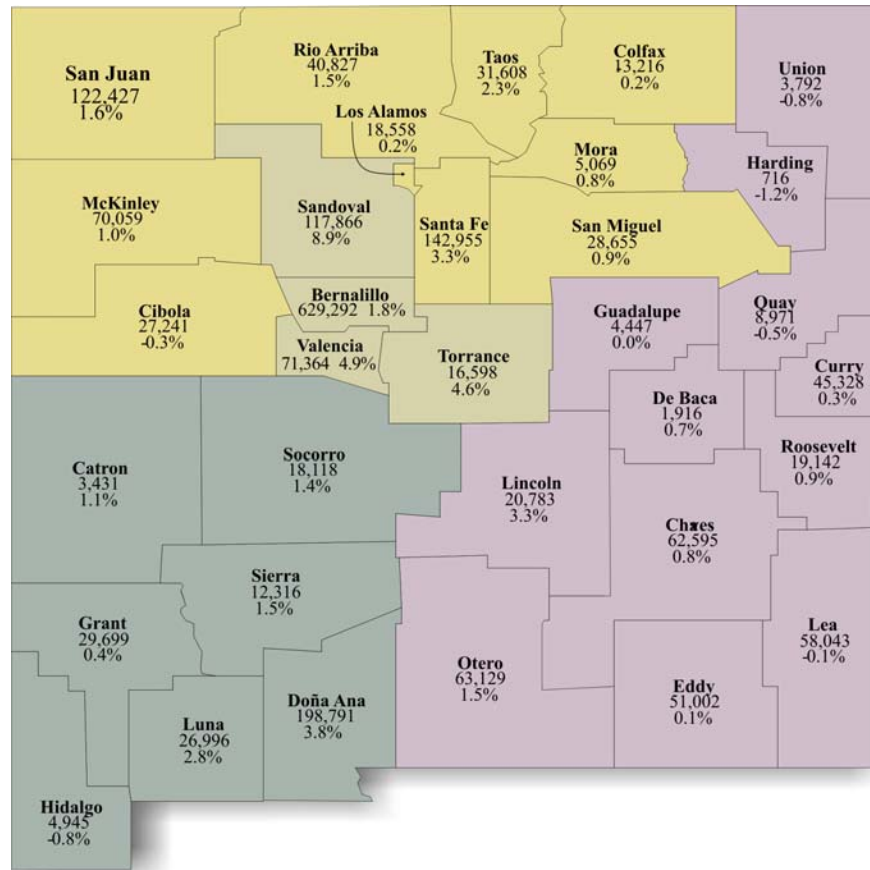 San Juan
122,427
1.6%
Rio Arriba
40,827
1.5%
Taos
31,608
2.3%
Colfax
13,216
0.2%
Union
3,792
-0.8%
Los Alamos
18,558
0.2%
Mora
5,069
0.8%
Harding
716
-1.2%
McKinley
70,059
1.0%
Sandoval
117,866
8.9%
Santa Fe
142,955
3.3%
San Miguel
28,655
0.9%
Cibola
27,241
-0.3%
Bernalillo
629,292 1.8%
Valencia
71,364 4.9%
Torrance
16,598
4.6%
Guadalupe
4,447
0.0%
Quay
8,971
-0.5%
Curry
45,328
0.3%
De Baca
1,916
0.7%
Roosevelt
19,142
0.9%
Catron
3,431
1.1%
Socorro
18,118
1.4%
Lincoln
20,783
3.3%
Chaves
62,595
0.8%
Sierra
12,316
1.5%
Grant
29,699
0.4%
Lea
58,043
-0.1%
Otero
63,129
1.5%
Eddy
51,002
0.1%
Luna
26,996
2.8%
Doña Ana
198,791
3.8%
Hidalgo
4,945
-0.8%